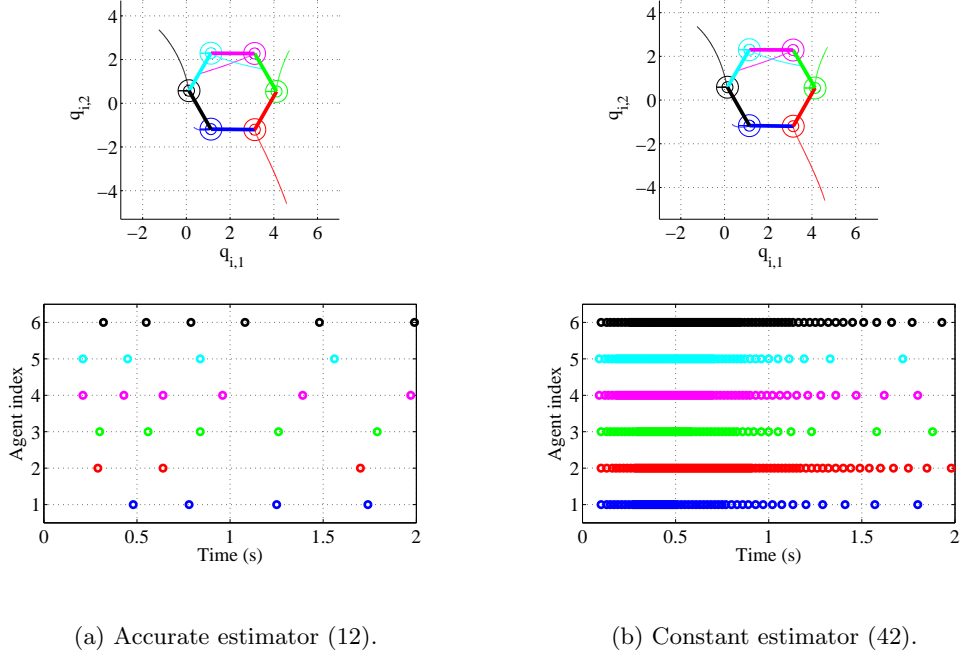 4
2
0
−2
−4
q_{i,2}
−2 0 2 4 6
q_{i,1}
4
2
0
−2
−4
q_{i,2}
−2 0 2 4 6
q_{i,1}
6
5
4
3
2
1
Agent index
0 0.5 1 1.5 2
Time (s)
6
5
4
3
2
1
Agent index
0 0.5 1 1.5 2
Time (s)
(a) Accurate estimator (12).
(b) Constant estimator (42).